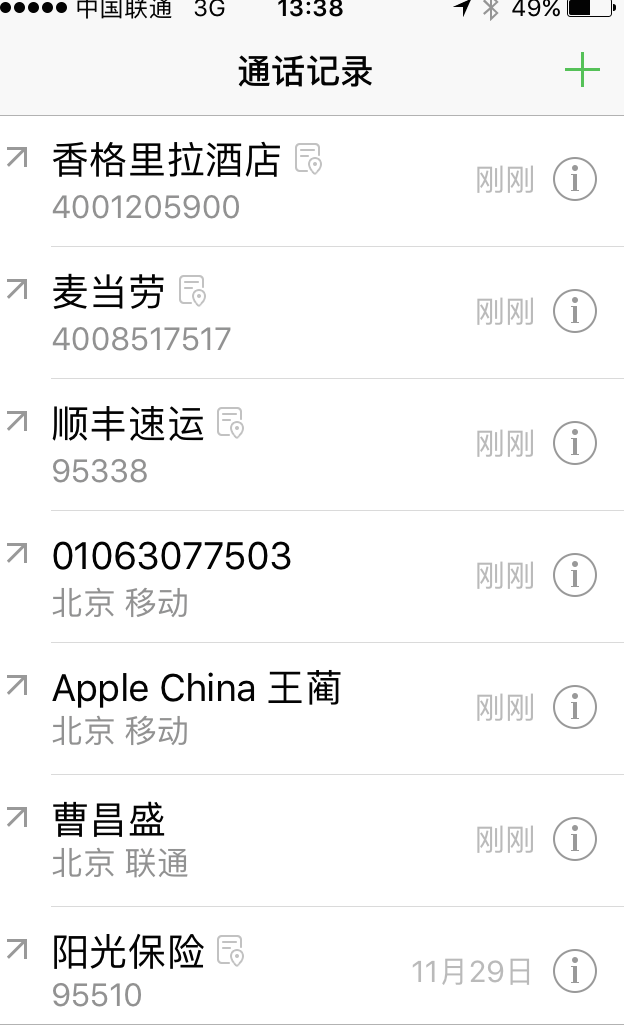 中国联通 3G 13:38 49%
通话记录
香格里拉酒店
刚刚
4001205900
麦当劳
刚刚
4008517517
顺丰速运
刚刚
95338
01063077503
刚刚
北京 移动
Apple China 王蔺
刚刚
北京 移动
曹昌盛
刚刚
北京 联通
阳光保险
11月29日
95510